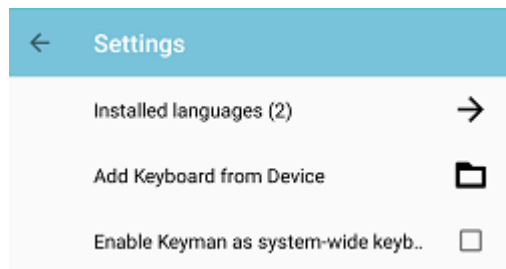 Settings
Installed languages (2)
Add Keyboard from Device
Enable Keyman as system-wide keyb..